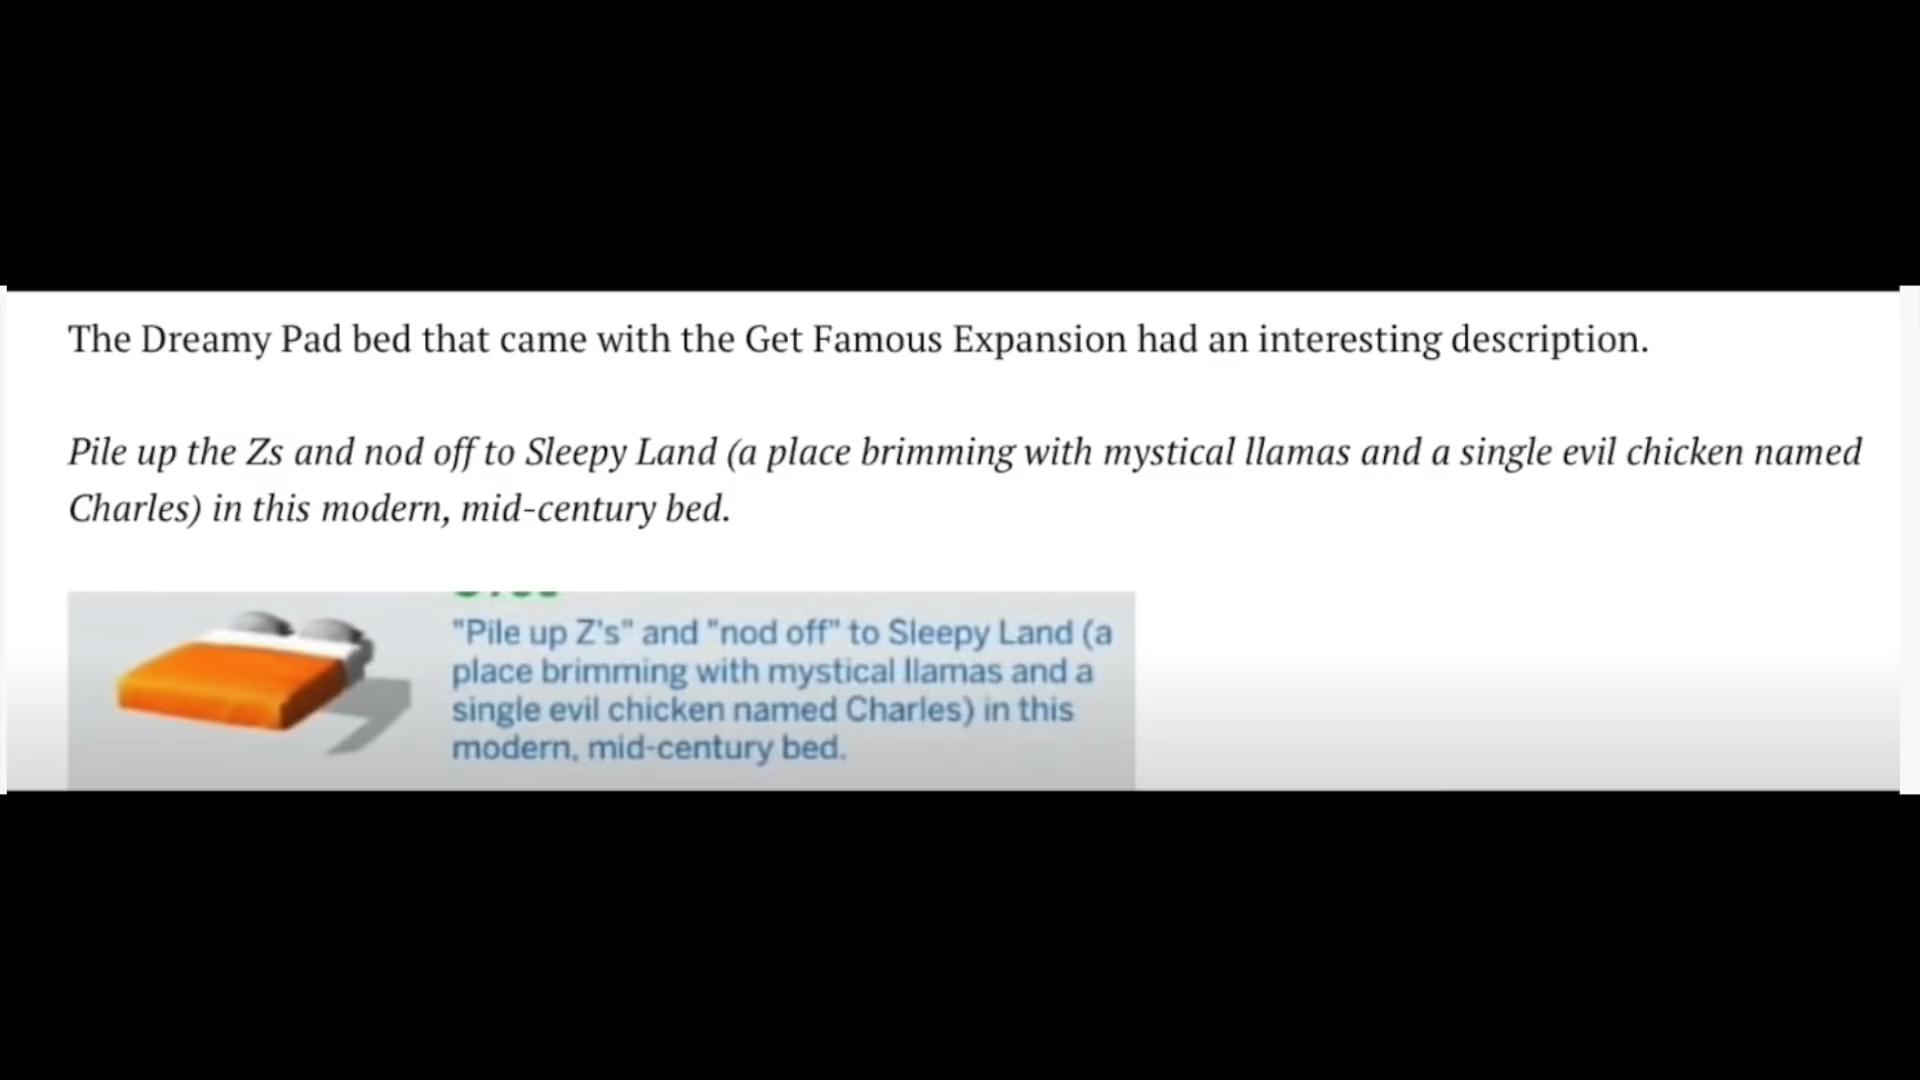 The Dreamy Pad bed that came with the Get Famous Expansion had an interesting description.
Pile up the Zs and nod off to Sleepy Land (a place brimming with mystical llamas and a single evil chicken named
Charles) in this modern, mid-century bed.
"Pile up Z's" and "nod off" to Sleepy Land (a
place brimming with mystical llamas and a
single evil chicken named Charles) in this
modern, mid-century bed.